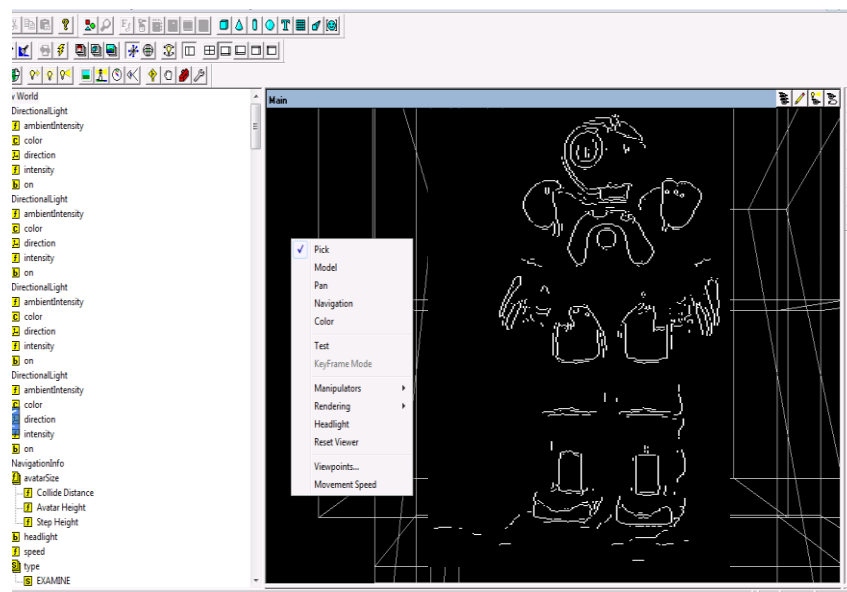 World
DirectionalLight
ambientIntensity
color
direction
intensity
on
DirectionalLight
ambientIntensity
color
direction
intensity
on
DirectionalLight
ambientIntensity
color
direction
intensity
on
DirectionalLight
ambientIntensity
color
direction
intensity
on
NavigationInfo
avatarSize
Collide Distance
Avatar Height
Step Height
headlight
speed
type
EXAMINE
Main
Pick
Model
Pan
Navigation
Color
Test
KeyFrame Mode
Manipulators
Rendering
Headlight
Reset Viewer
Viewpoints...
Movement Speed